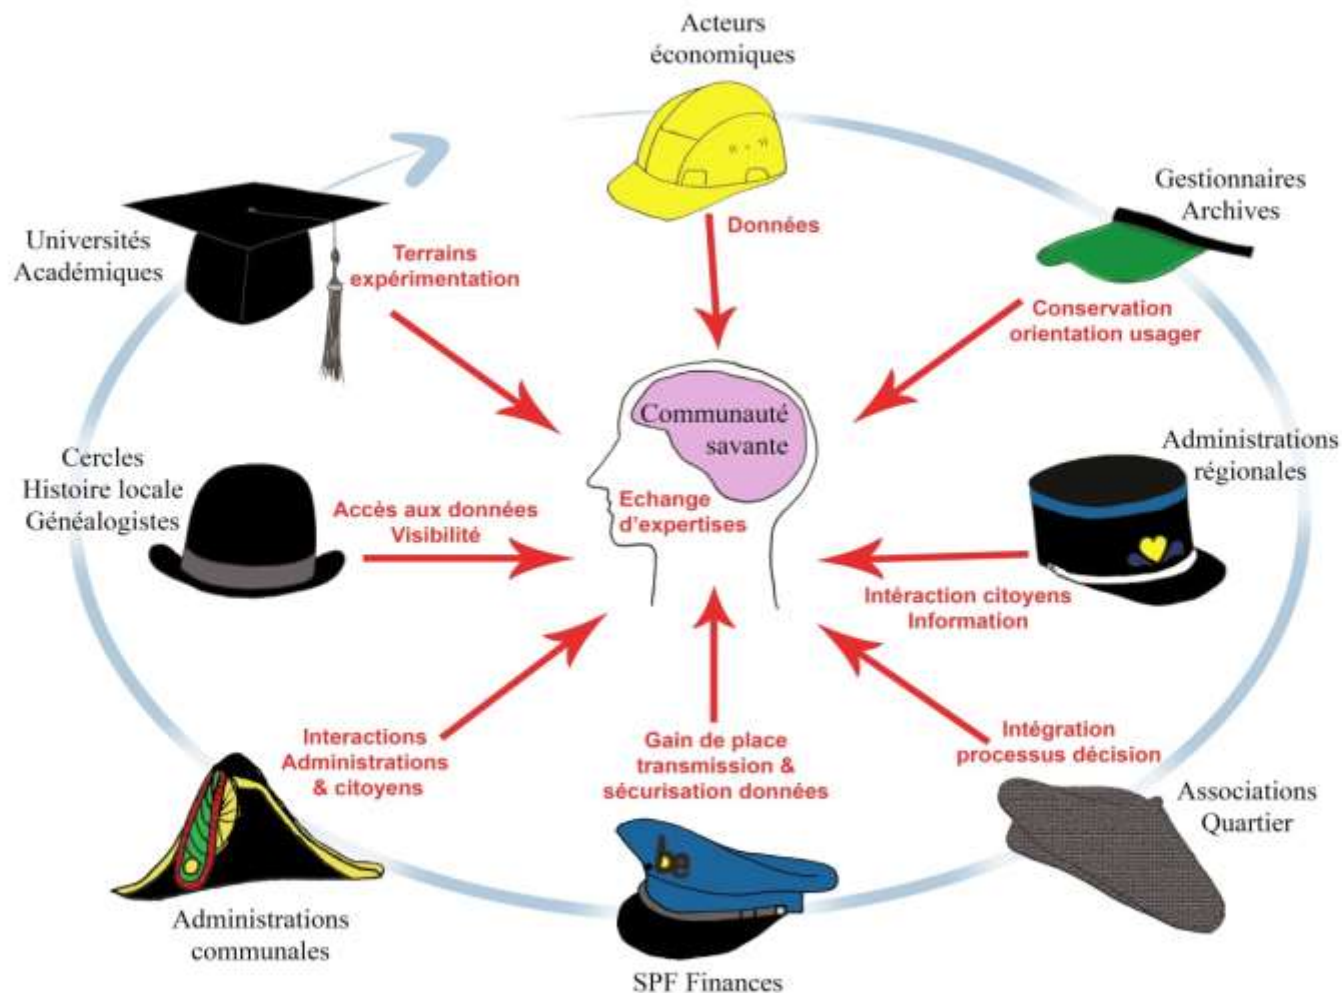 Acteurs
économiques
Données
Gestionnaires
Archives
Conservation
orientation usager
Universités
Académiques
Terrains
expérimentation
Communauté
savante
Echange
d'expertises
Administrations
régionales
Intéraction citoyens
Information
Cercles
Histoire locale
Généalogistes
Accès aux données
Visibilité
Interactions
Administrations
& citoyens
Administrations
communales
Gain de place
transmission &
sécurisation données
SPF Finances
Intégration
processus décision
Associations
Quartier